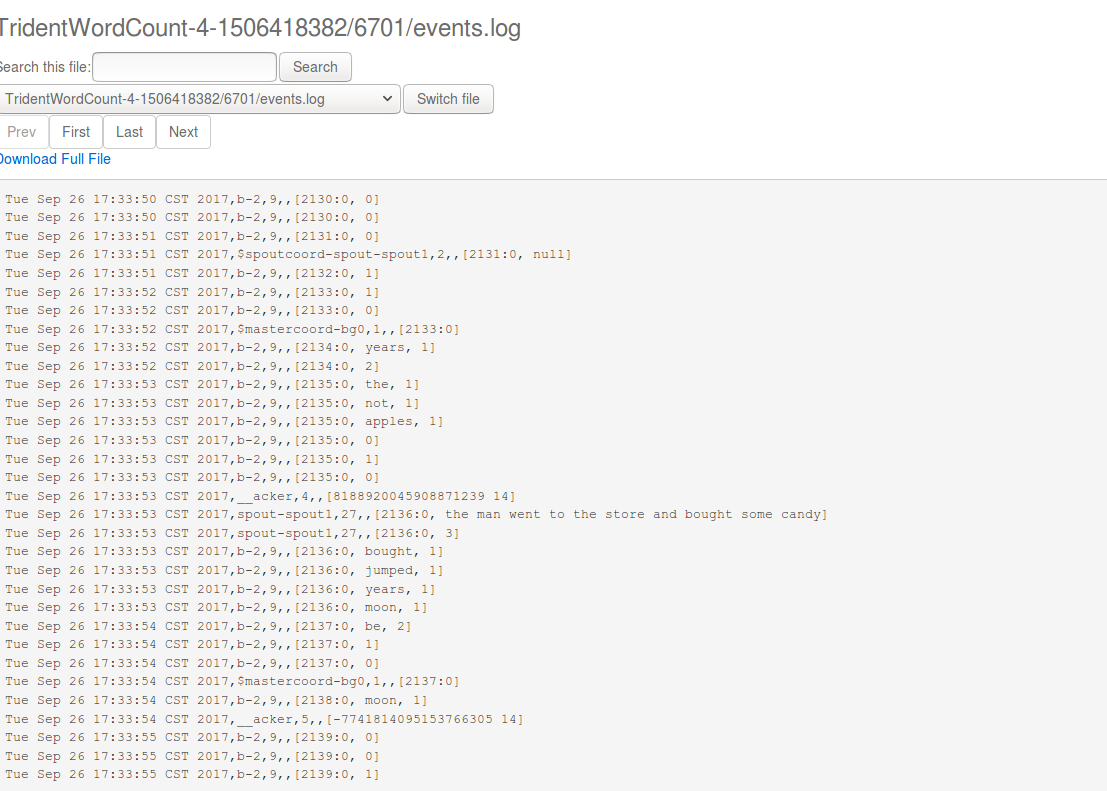 TridentWordCount-4-1506418382/6701/events.log
Search this file:
Search
TridentWordCount-4-1506418382/6701/events.log
Switch file
Prev First Last Next
Download Full File
Tue Sep 26 17:33:50 CST 2017,b-2,9,,[2130:0, 0]
Tue Sep 26 17:33:50 CST 2017,b-2,9,,[2130:0, 0]
Tue Sep 26 17:33:51 CST 2017,b-2,9,,[2131:0, 0]
Tue Sep 26 17:33:51 CST 2017,$spoutcoord-spout-spout1,2,,[2131:0, null]
Tue Sep 26 17:33:51 CST 2017,b-2,9,,[2132:0, 1]
Tue Sep 26 17:33:52 CST 2017,b-2,9,,[2133:0, 1]
Tue Sep 26 17:33:52 CST 2017,b-2,9,,[2133:0, 0]
Tue Sep 26 17:33:52 CST 2017,$mastercoord-bg0,1,,[2133:0]
Tue Sep 26 17:33:52 CST 2017,b-2,9,,[2134:0, years, 1]
Tue Sep 26 17:33:52 CST 2017,b-2,9,,[2134:0, 2]
Tue Sep 26 17:33:53 CST 2017,b-2,9,,[2135:0, the, 1]
Tue Sep 26 17:33:53 CST 2017,b-2,9,,[2135:0, not, 1]
Tue Sep 26 17:33:53 CST 2017,b-2,9,,[2135:0, apples, 1]
Tue Sep 26 17:33:53 CST 2017,b-2,9,,[2135:0, 0]
Tue Sep 26 17:33:53 CST 2017,b-2,9,,[2135:0, 1]
Tue Sep 26 17:33:53 CST 2017,b-2,9,,[2135:0, 0]
Tue Sep 26 17:33:53 CST 2017,__acker,4,,[8188920045908871239 14]
Tue Sep 26 17:33:53 CST 2017,spout-spout1,27,,[2136:0, the man went to the store and bought some candy]
Tue Sep 26 17:33:53 CST 2017,spout-spout1,27,,[2136:0, 3]
Tue Sep 26 17:33:53 CST 2017,b-2,9,,[2136:0, bought, 1]
Tue Sep 26 17:33:53 CST 2017,b-2,9,,[2136:0, jumped, 1]
Tue Sep 26 17:33:53 CST 2017,b-2,9,,[2136:0, years, 1]
Tue Sep 26 17:33:53 CST 2017,b-2,9,,[2136:0, moon, 1]
Tue Sep 26 17:33:54 CST 2017,b-2,9,,[2137:0, be, 2]
Tue Sep 26 17:33:54 CST 2017,b-2,9,,[2137:0, 1]
Tue Sep 26 17:33:54 CST 2017,b-2,9,,[2137:0, 0]
Tue Sep 26 17:33:54 CST 2017,$mastercoord-bg0,1,,[2137:0]
Tue Sep 26 17:33:54 CST 2017,b-2,9,,[2138:0, moon, 1]
Tue Sep 26 17:33:54 CST 2017,__acker,5,,[-7741814095153766305 14]
Tue Sep 26 17:33:55 CST 2017,b-2,9,,[2139:0, 0]
Tue Sep 26 17:33:55 CST 2017,b-2,9,,[2139:0, 0]
Tue Sep 26 17:33:55 CST 2017,b-2,9,,[2139:0, 1]